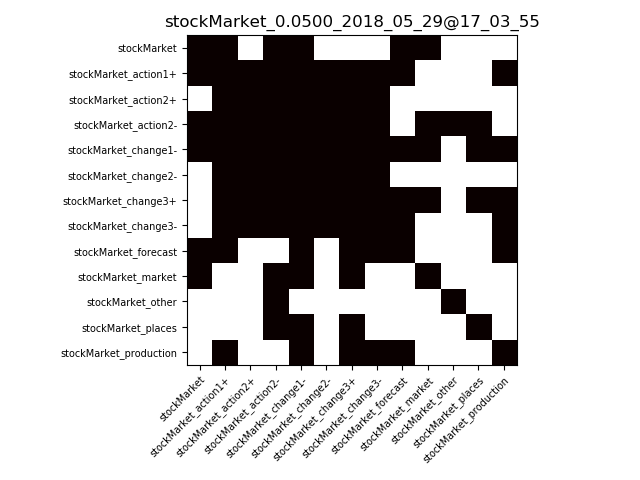 stockMarket_0.0500_2018_05_29@17_03_55
stockMarket
stockMarket_action1+
stockMarket_action2+
stockMarket_action2-
stockMarket_change1-
stockMarket_change2-
stockMarket_change3+
stockMarket_change3-
stockMarket_forecast
stockMarket_market
stockMarket_other
stockMarket_places
stockMarket_production
stockMarket
stockMarket_action1+
stockMarket_action2+
stockMarket_action2-
stockMarket_change1-
stockMarket_change2-
stockMarket_change3+
stockMarket_change3-
stockMarket_forecast
stockMarket_market
stockMarket_other
stockMarket_places
stockMarket_production